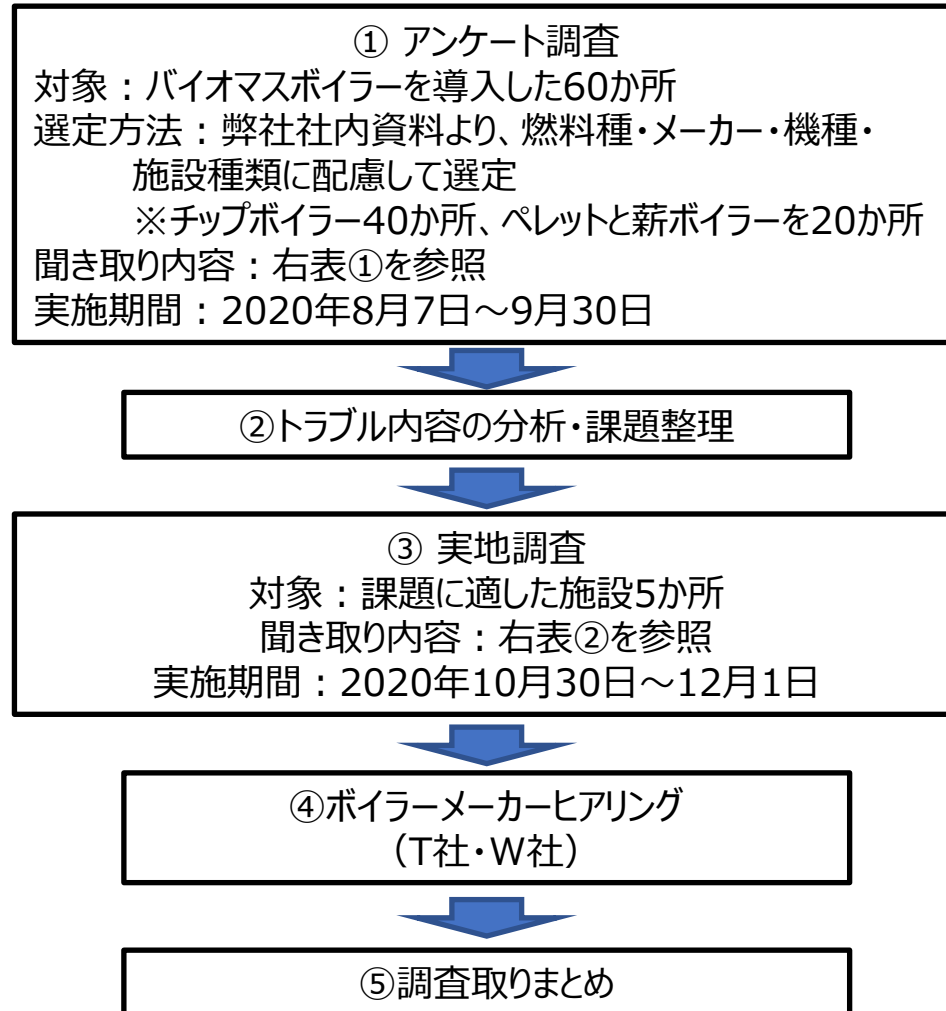 ① アンケート調査
対象：バイオマスボイラーを導入した60か所
選定方法：弊社社内資料より、燃料種・メーカー・機種・
施設種類に配慮して選定
※チップボイラー40か所、ペレットと薪ボイラーを20か所
聞き取り内容：右表①を参照
実施期間：2020年8月7日～9月30日
②トラブル内容の分析・課題整理
③ 実地調査
対象：課題に適した施設5か所
聞き取り内容：右表②を参照
実施期間：2020年10月30日～12月1日
④ボイラーメーカーヒアリング
（T社・W社）
⑤調査取りまとめ